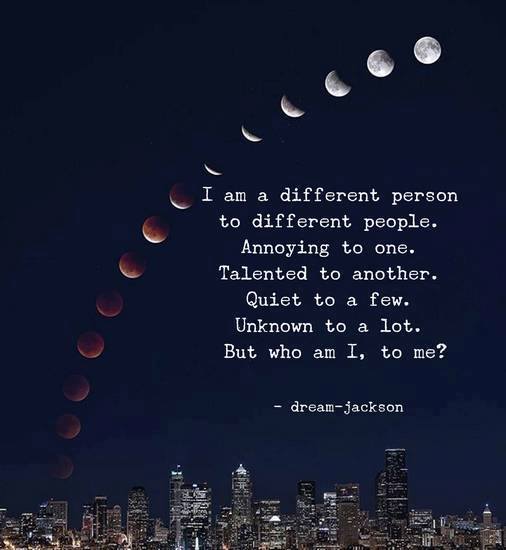 I am a different person
to different people.
Annoying to one.
Talented to another.
Quiet to a few.
Unknown to a lot.
But who am I, to me?
- dream-jackson